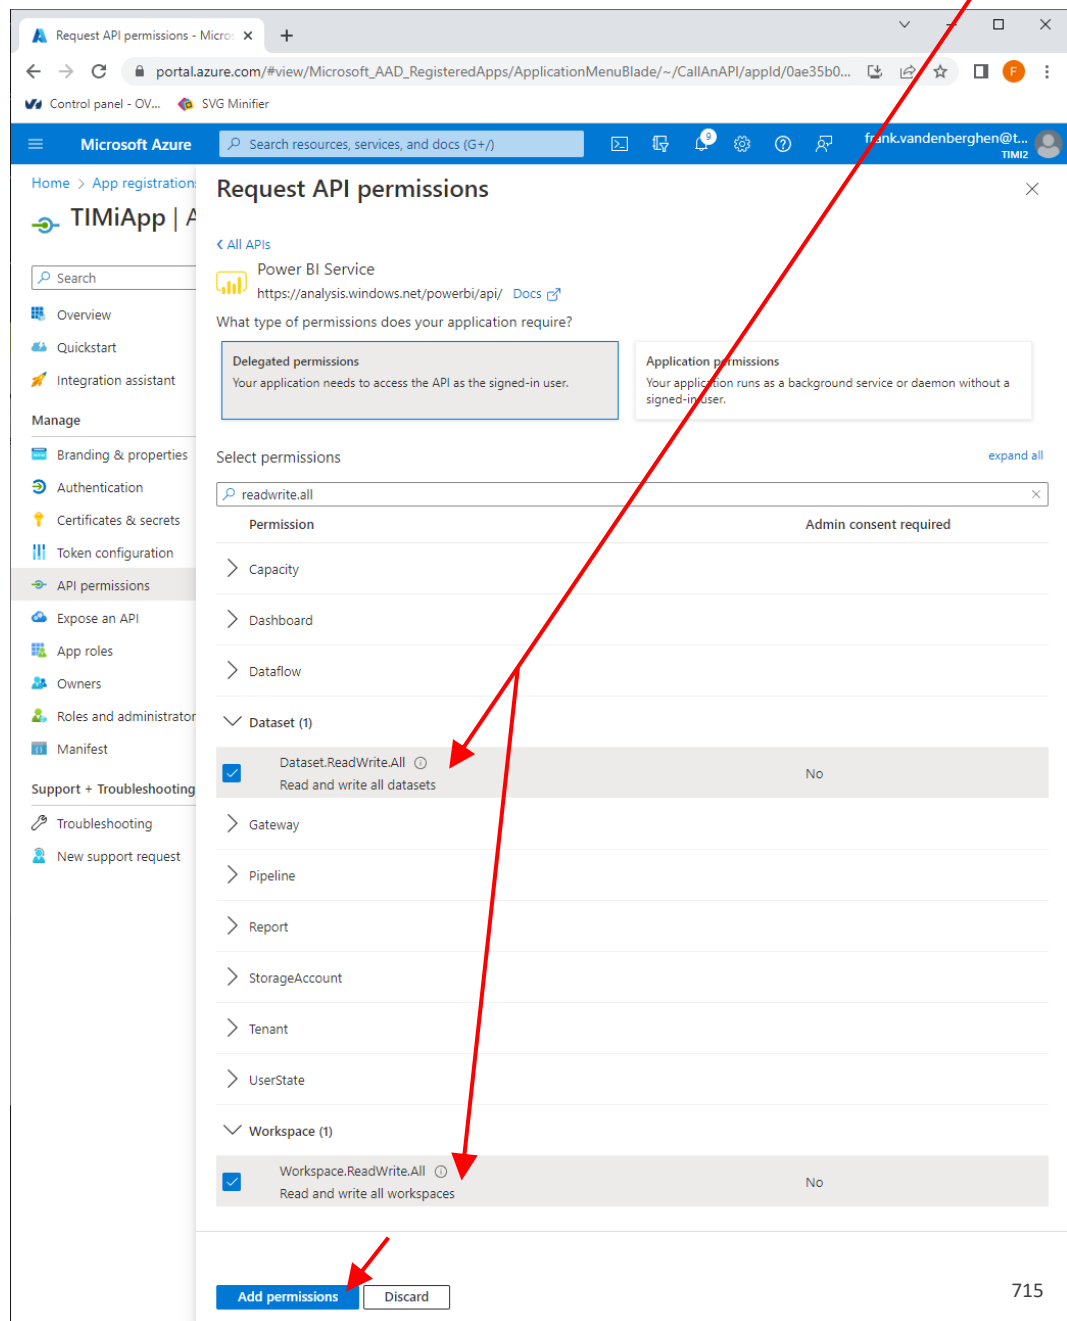 Request API permissions - Micro
portal.azure.com/#view/Microsoft_AAD_RegisteredApps/ApplicationMenuBlade/~/CallAnAPI/appId/0ae35b0...
F
Control panel - OV...
SVG Minifier
Microsoft Azure
Search resources, services, and docs (G+/)
9
frank.vandenberghen@t...
TIMI2
Home > App registrations
Request API permissions
TIMiApp | A
All APIs
Power BI Service
https://analysis.windows.net/powerbi/api/ Docs
What type of permissions does your application require?
Delegated permissions
Your application needs to access the API as the signed-in user.
Application permissions
Your application runs as a background service or daemon without a
signed-in user.
Search
Overview
Quickstart
Integration assistant
Manage
Branding & properties
Authentication
Certificates & secrets
Token configuration
API permissions
Expose an API
App roles
Owners
Roles and administrator
Manifest
Support + Troubleshooting
Troubleshooting
New support request
Select permissions
expand all
readwrite.all
Permission
Admin consent required
Capacity
Dashboard
Dataflow
Dataset (1)
Dataset.ReadWrite.All
Read and write all datasets
No
Gateway
Pipeline
Report
StorageAccount
Tenant
UserState
Workspace (1)
Workspace.ReadWrite.All
Read and write all workspaces
No
Add permissions
Discard
715